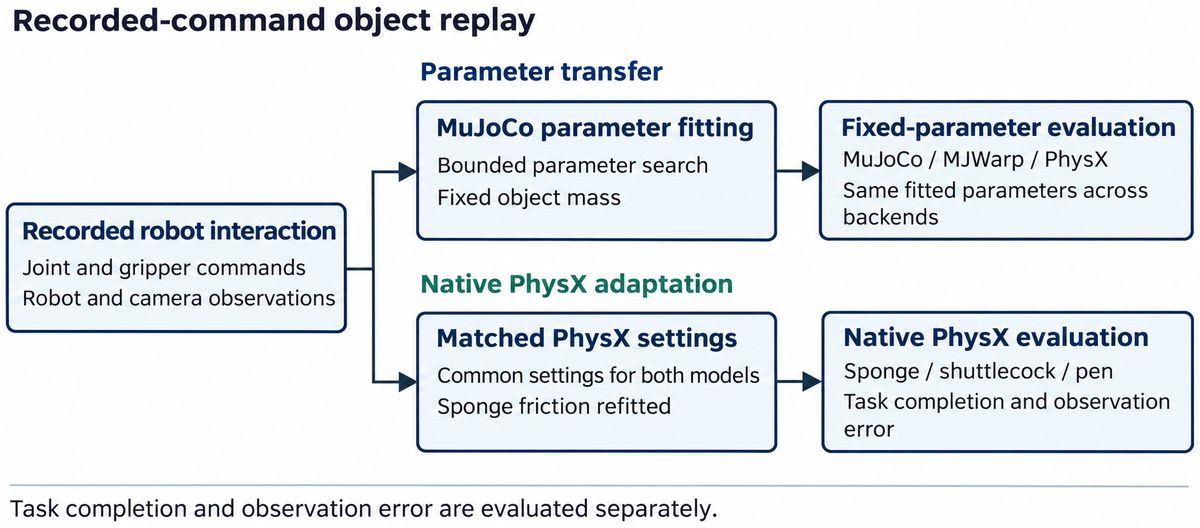 Recorded-command object replay
Parameter transfer
MuJoCo parameter fitting
Bounded parameter search
Fixed object mass
Fixed-parameter evaluation
MuJoCo / MJWarp / PhysX
Same fitted parameters across
backends
Recorded robot interaction
Joint and gripper commands
Robot and camera observations
Native PhysX adaptation
Matched PhysX settings
Common settings for both models
Sponge friction refitted
Native PhysX evaluation
Sponge / shuttlecock / pen
Task completion and observation
error
Task completion and observation error are evaluated separately.